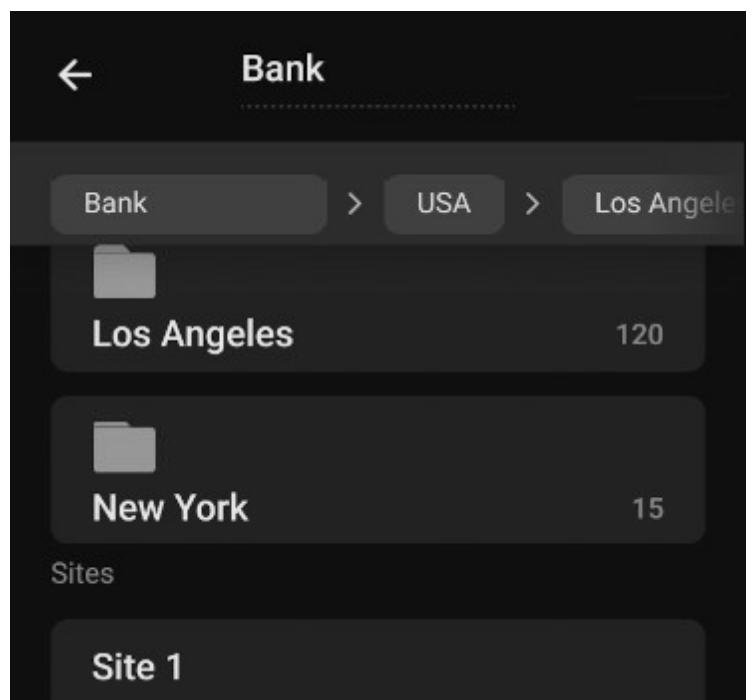 Bank
Bank > USA > Los Angele
Los Angeles 120
New York 15
Sites
Site 1